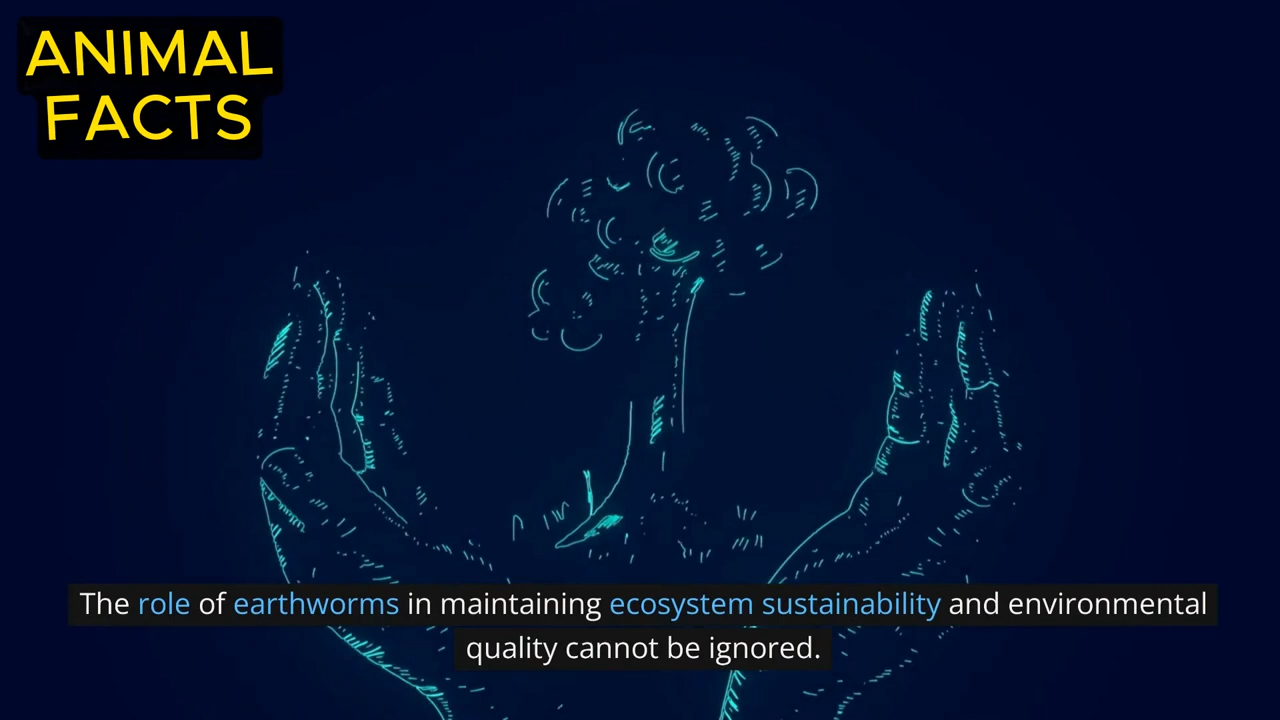 ANIMAL
FACTS
The role of earthworms in maintaining ecosystem sustainability and environmental
quality cannot be ignored.